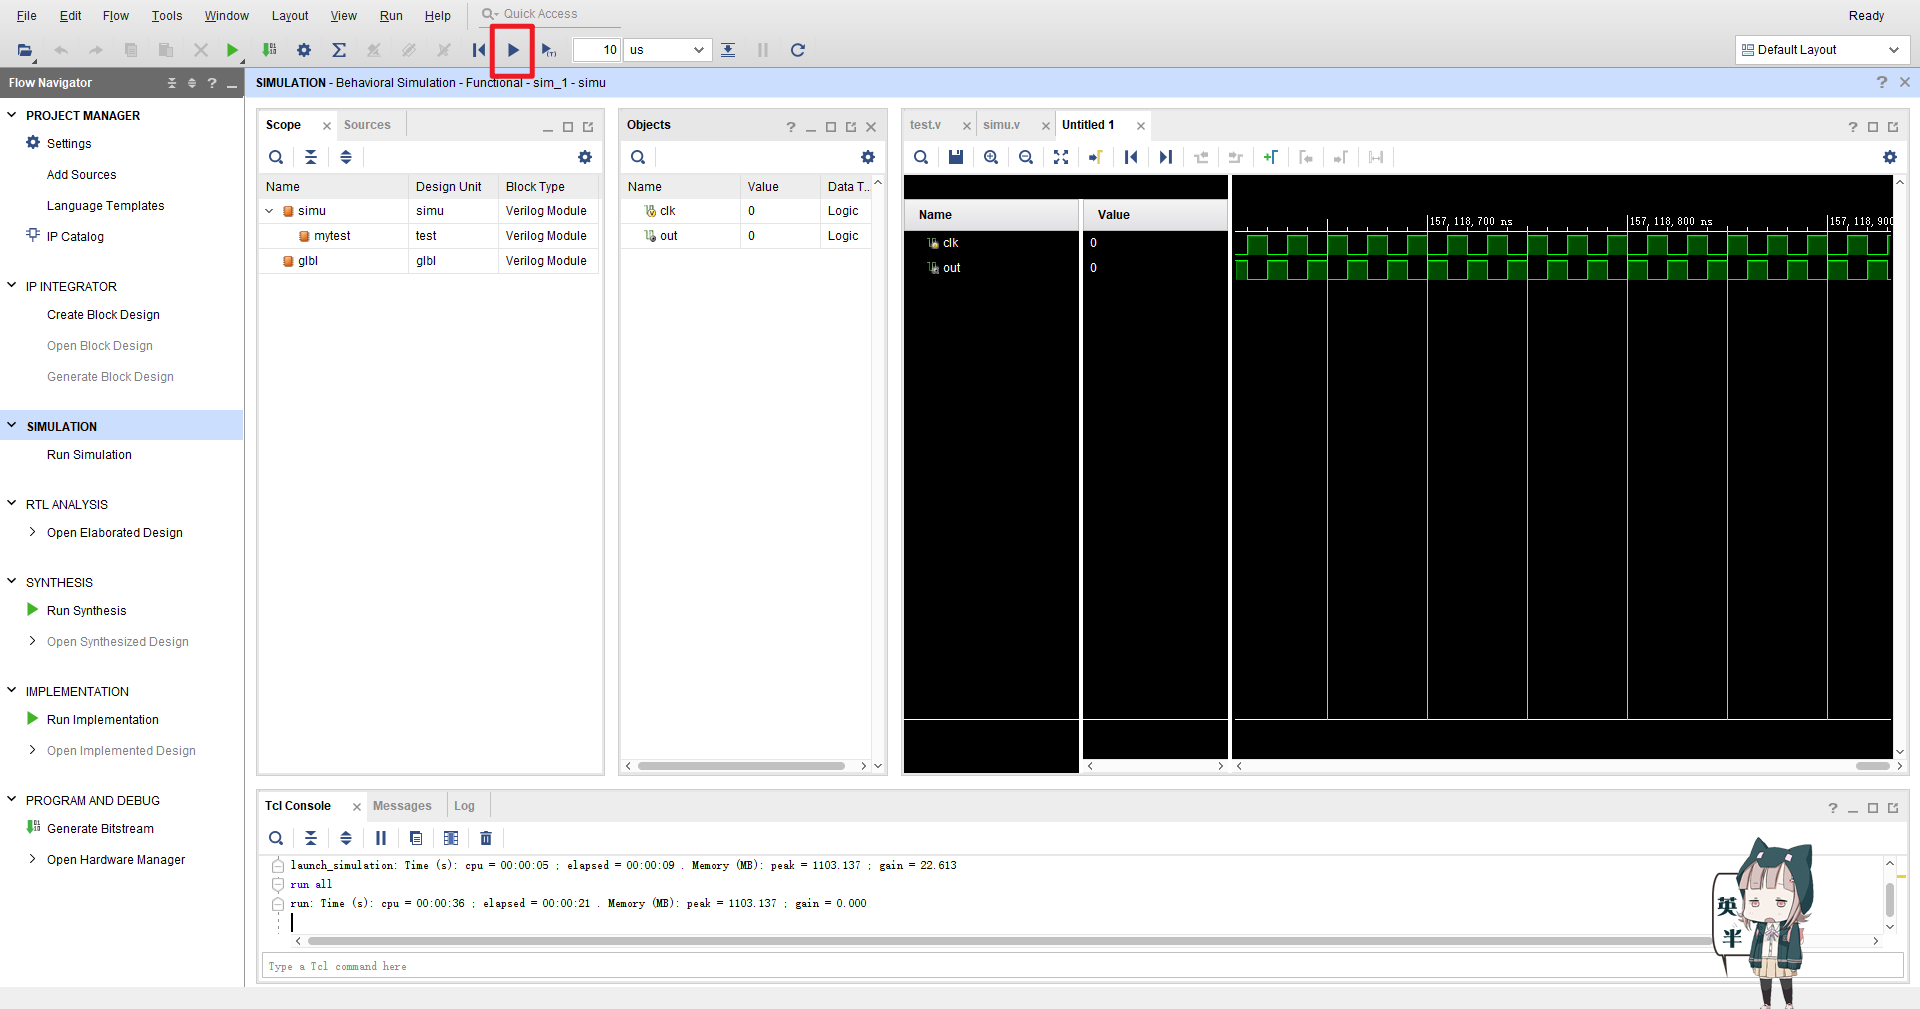 File Edit Flow Tools Window Layout View Run Help Quick Access Ready
10 us Default Layout
Flow Navigator
SIMULATION - Behavioral Simulation - Functional - sim_1 - simu
PROJECT MANAGER
Settings
Add Sources
Language Templates
IP Catalog
IP INTEGRATOR
Create Block Design
Open Block Design
Generate Block Design
SIMULATION
Run Simulation
RTL ANALYSIS
Open Elaborated Design
SYNTHESIS
Run Synthesis
Open Synthesized Design
IMPLEMENTATION
Run Implementation
Open Implemented Design
PROGRAM AND DEBUG
Generate Bitstream
Open Hardware Manager
Scope Sources
Name Design Unit Block Type
simu simu Verilog Module
mytest test Verilog Module
glbl glbl Verilog Module
Objects
Name Value Data T...
clk 0 Logic
out 0 Logic
test.v simu.v Untitled 1
Name Value
clk 0
out 0
157,118,700 ns 157,118,800 ns 157,118,900
Tcl Console Messages Log
launch_simulation: Time (s): cpu = 00:00:05 ; elapsed = 00:00:09 . Memory (MB): peak = 1103.137 ; gain = 22.613
run all
run: Time (s): cpu = 00:00:36 ; elapsed = 00:00:21 . Memory (MB): peak = 1103.137 ; gain = 0.000
Type a Tcl command here
英
半